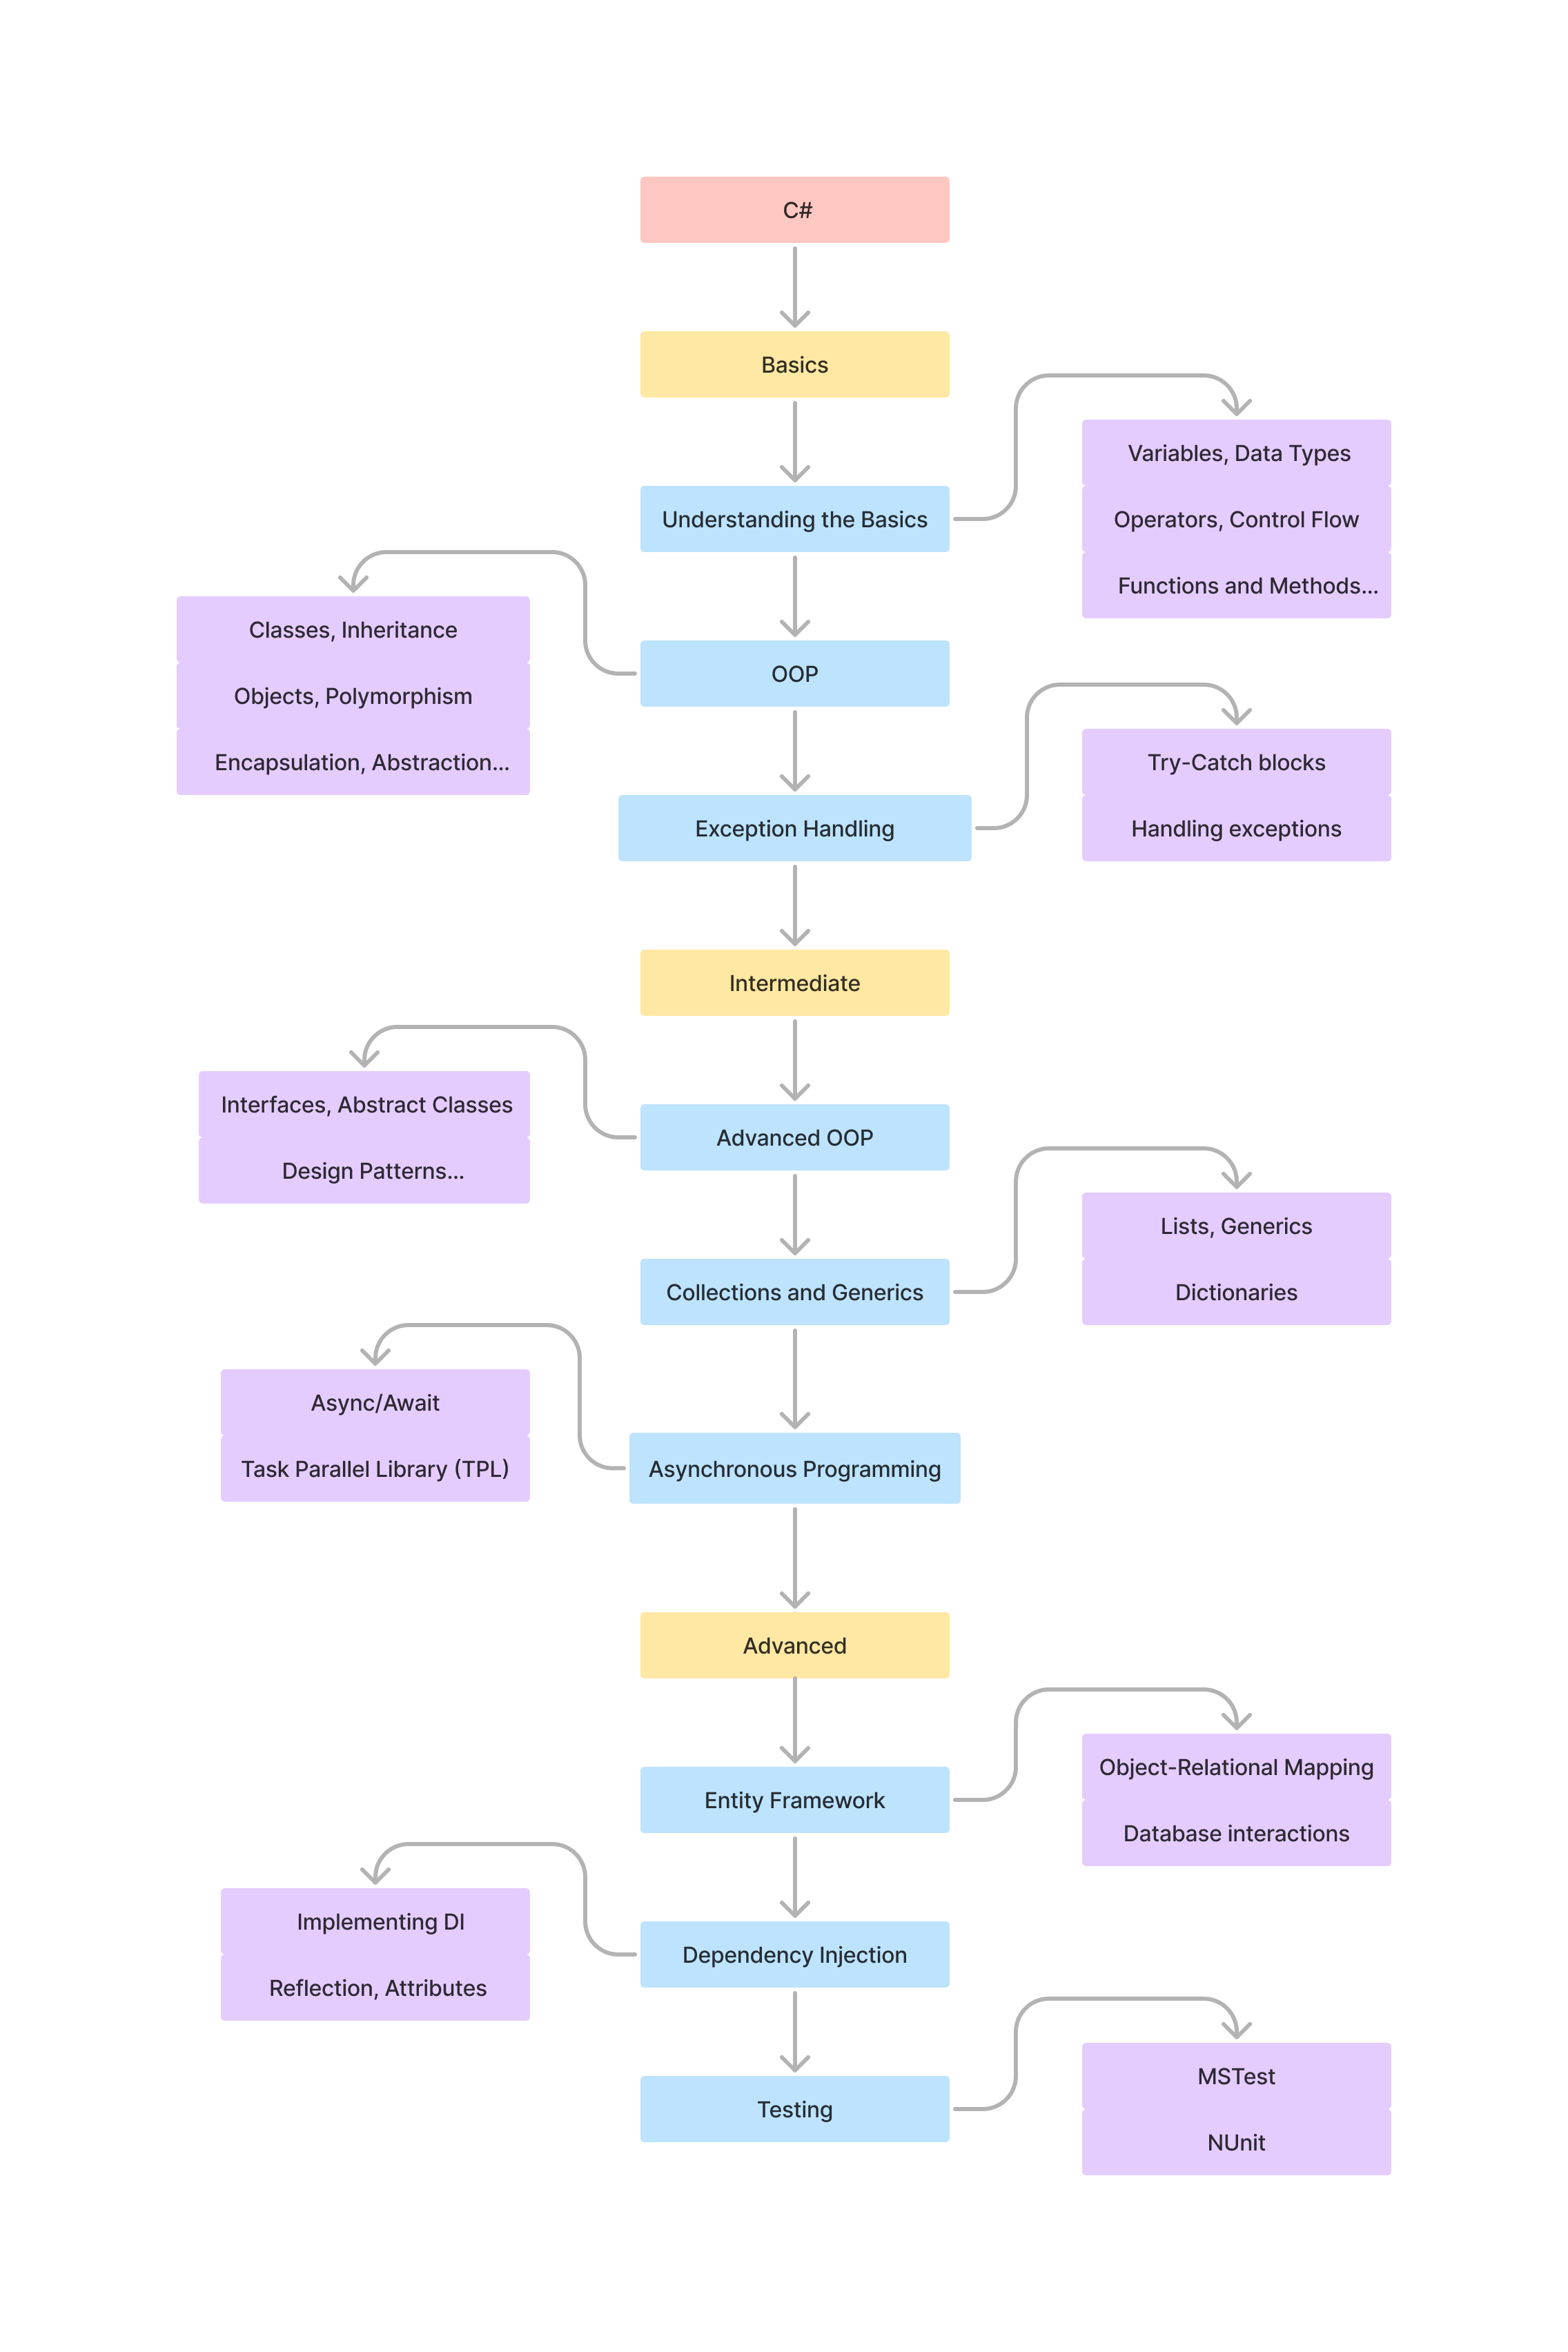 C#
Basics
Understanding the Basics
Variables, Data Types
Operators, Control Flow
Functions and Methods...
OOP
Classes, Inheritance
Objects, Polymorphism
Encapsulation, Abstraction...
Exception Handling
Try-Catch blocks
Handling exceptions
Intermediate
Advanced OOP
Interfaces, Abstract Classes
Design Patterns...
Collections and Generics
Lists, Generics
Dictionaries
Asynchronous Programming
Async/Await
Task Parallel Library (TPL)
Advanced
Entity Framework
Object-Relational Mapping
Database interactions
Dependency Injection
Implementing DI
Reflection, Attributes
Testing
MSTest
NUnit